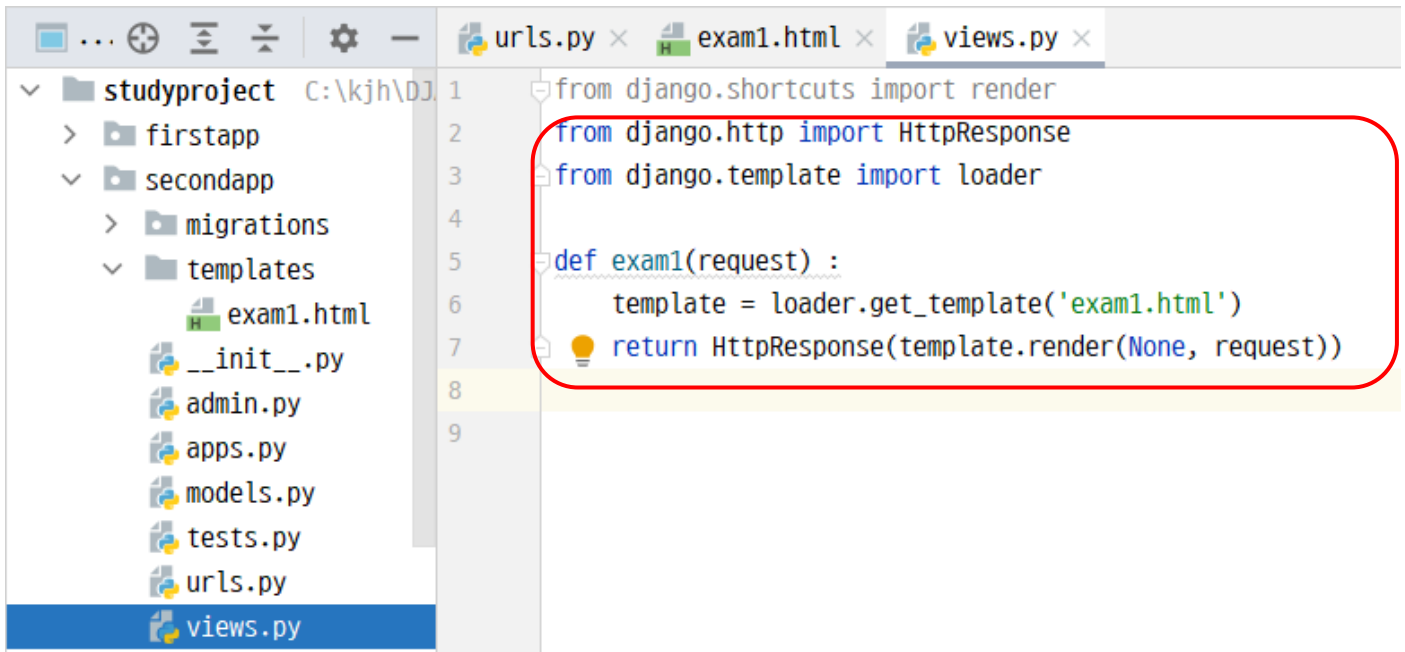 ... urls.py exam1.html views.py
studyproject C:\kjh\DJ
firstapp
secondapp
migrations
templates
exam1.html
__init__.py
admin.py
apps.py
models.py
tests.py
urls.py
views.py
1 from django.shortcuts import render
2 from django.http import HttpResponse
3 from django.template import loader
4
5 def exam1(request) :
6 template = loader.get_template('exam1.html')
7 return HttpResponse(template.render(None, request))
8
9